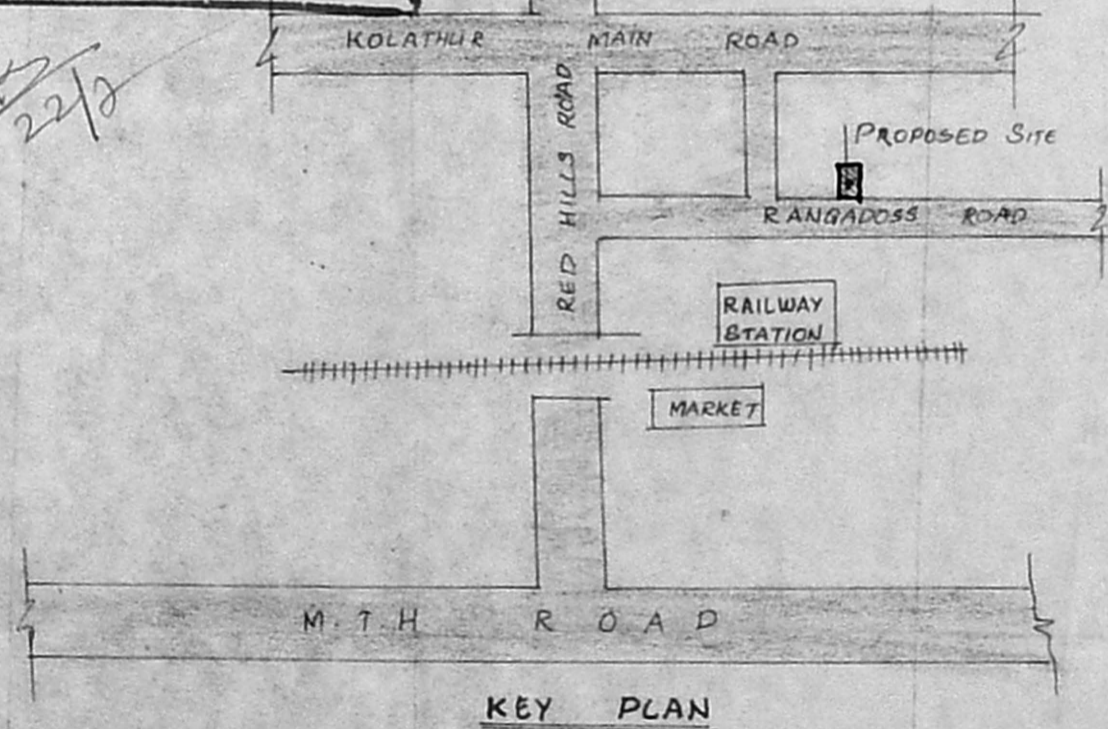 22/2
KOLATHUR MAIN ROAD
RED HILLS ROAD
PROPOSED SITE
RANGADOSS ROAD
RAILWAY
STATION
MARKET
M.T.H ROAD
KEY PLAN